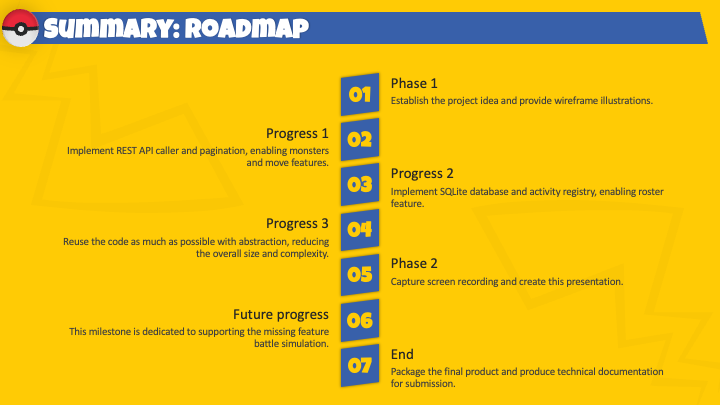 SUMMARY: ROADMAP
01
Phase 1
Establish the project idea and provide wireframe illustrations.
02
Progress 1
Implement REST API caller and pagination, enabling monsters
and move features.
03
Progress 2
Implement SQLite database and activity registry, enabling roster
feature.
04
Progress 3
Reuse the code as much as possible with abstraction, reducing
the overall size and complexity.
05
Phase 2
Capture screen recording and create this presentation.
06
Future progress
This milestone is dedicated to supporting the missing feature
battle simulation.
07
End
Package the final product and produce technical documentation
for submission.